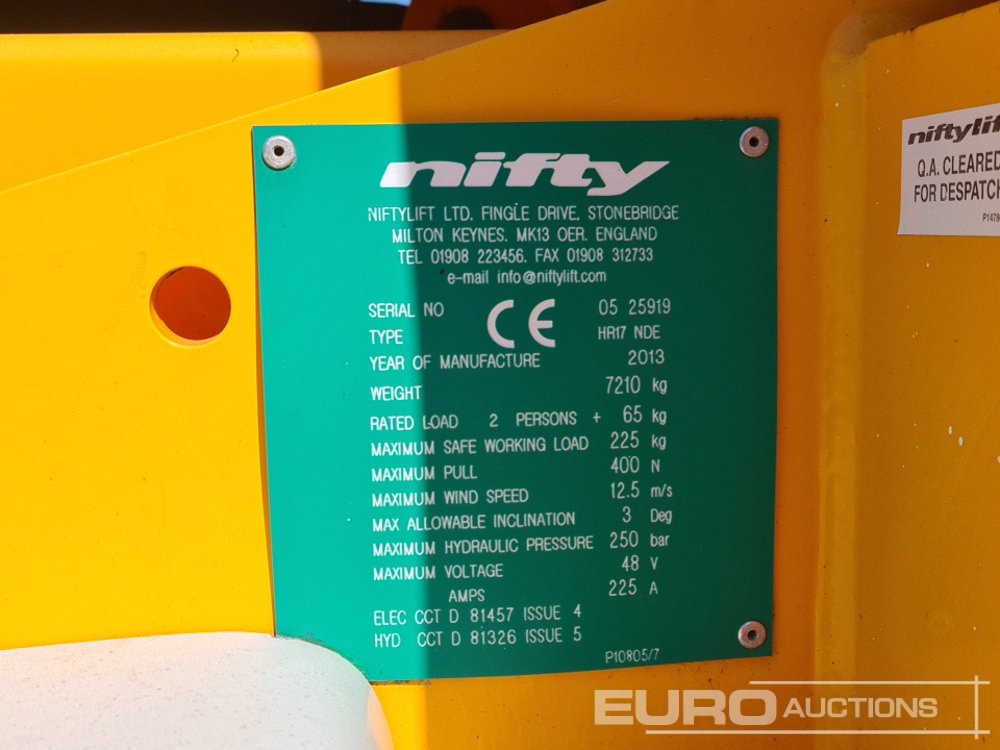 nifty
NIFTYLIFT LTD. FINGLE DRIVE, STONEBRIDGE
MILTON KEYNES. MK13 OER. ENGLAND
TEL 01908 223456. FAX 01908 312733
e-mail info@niftylift.com
SERIAL NO CE 05 25919
TYPE HR17 NDE
YEAR OF MANUFACTURE 2013
WEIGHT 7210 kg
RATED LOAD 2 PERSONS + 65 kg
MAXIMUM SAFE WORKING LOAD 225 kg
MAXIMUM PULL 400 N
MAXIMUM WIND SPEED 12.5 m/s
MAX ALLOWABLE INCLINATION 3 Deg
MAXIMUM HYDRAULIC PRESSURE 250 bar
MAXIMUM VOLTAGE 48 V
AMPS 225 A
ELEC CCT D 81457 ISSUE 4
HYD CCT D 81326 ISSUE 5
P10805/7
niftylift
Q.A. CLEARED
FOR DESPATCH
P1478
EURO AUCTIONS